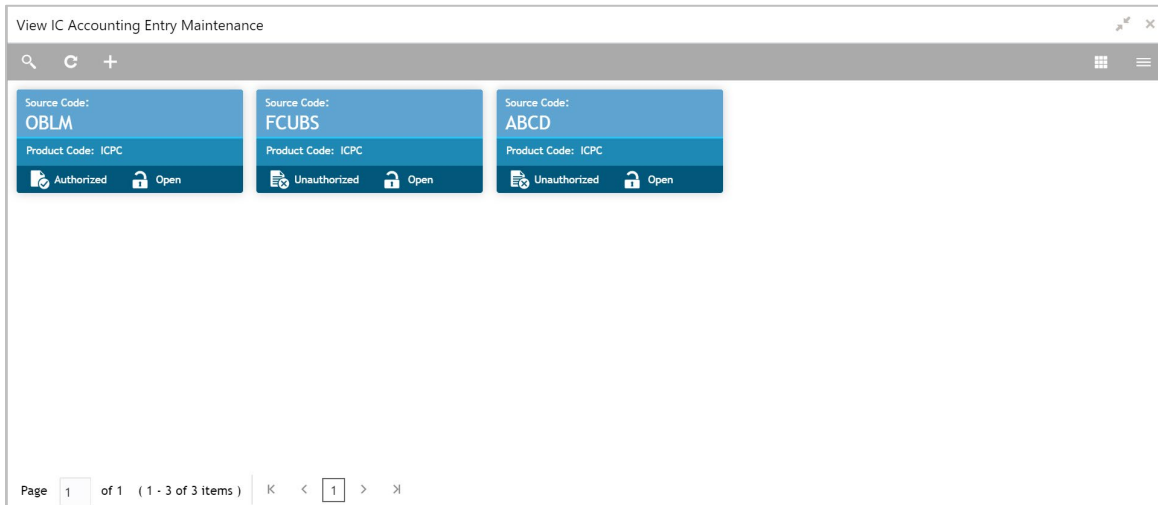 View IC Accounting Entry Maintenance
Source Code:
OBLM
Product Code: ICPC
Authorized Open
Source Code:
FCUBS
Product Code: ICPC
Unauthorized Open
Source Code:
ABCD
Product Code: ICPC
Unauthorized Open
Page 1 of 1 ( 1 - 3 of 3 items ) 1